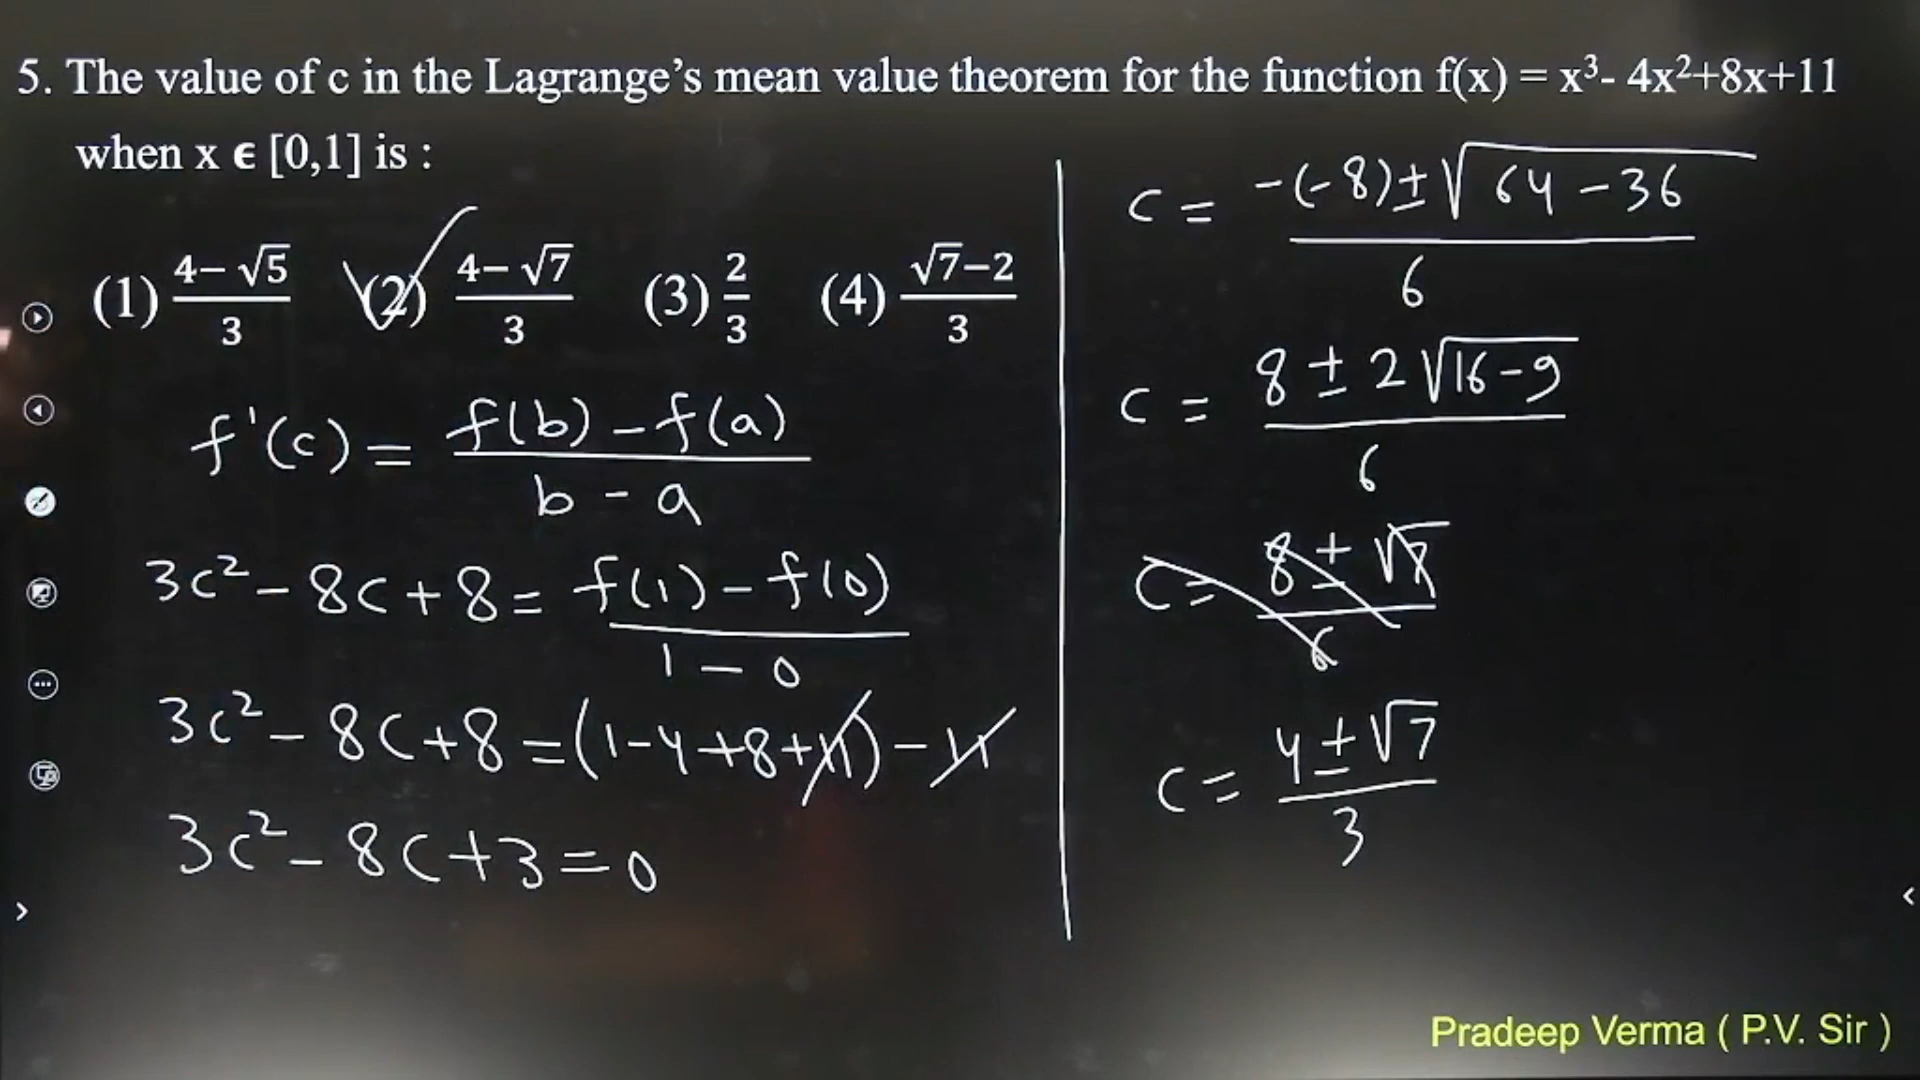 5. The value of c in the Lagrange’s mean value theorem for the function f(x) = x³- 4x²+8x+11
when x ϵ [0,1] is :
(1) (4− √5)/3 (2) (4− √7)/3 (3) 2/3 (4) (√7−2)/3
f'(c) = (f(b) - f(a))/(b - a)
3c² - 8c + 8 = (f(1) - f(0))/(1 - 0)
3c² - 8c + 8 = (1 - 4 + 8 + 11) - 11
3c² - 8c + 3 = 0
c = (-(-8) ± √(64 - 36))/6
c = (8 ± 2√(16 - 9))/6
c = (8 ± √8)/6
c = (4 ± √7)/3
Pradeep Verma ( P.V. Sir )